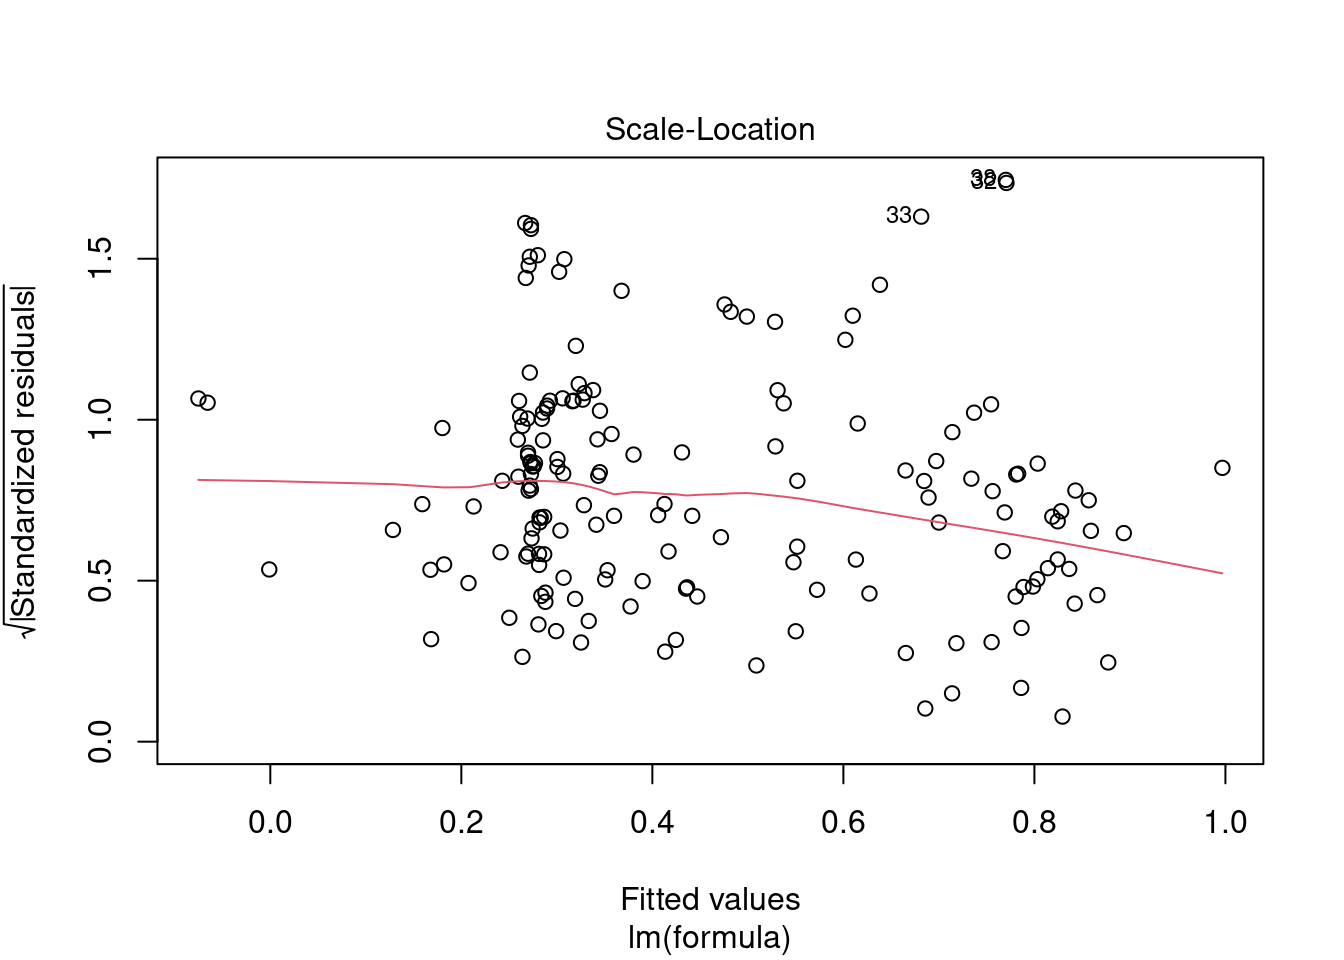 Scale-Location
√|Standardized residuals|
0.0
0.5
1.0
1.5
33
0.0 0.2 0.4 0.6 0.8 1.0
Fitted values
lm(formula)